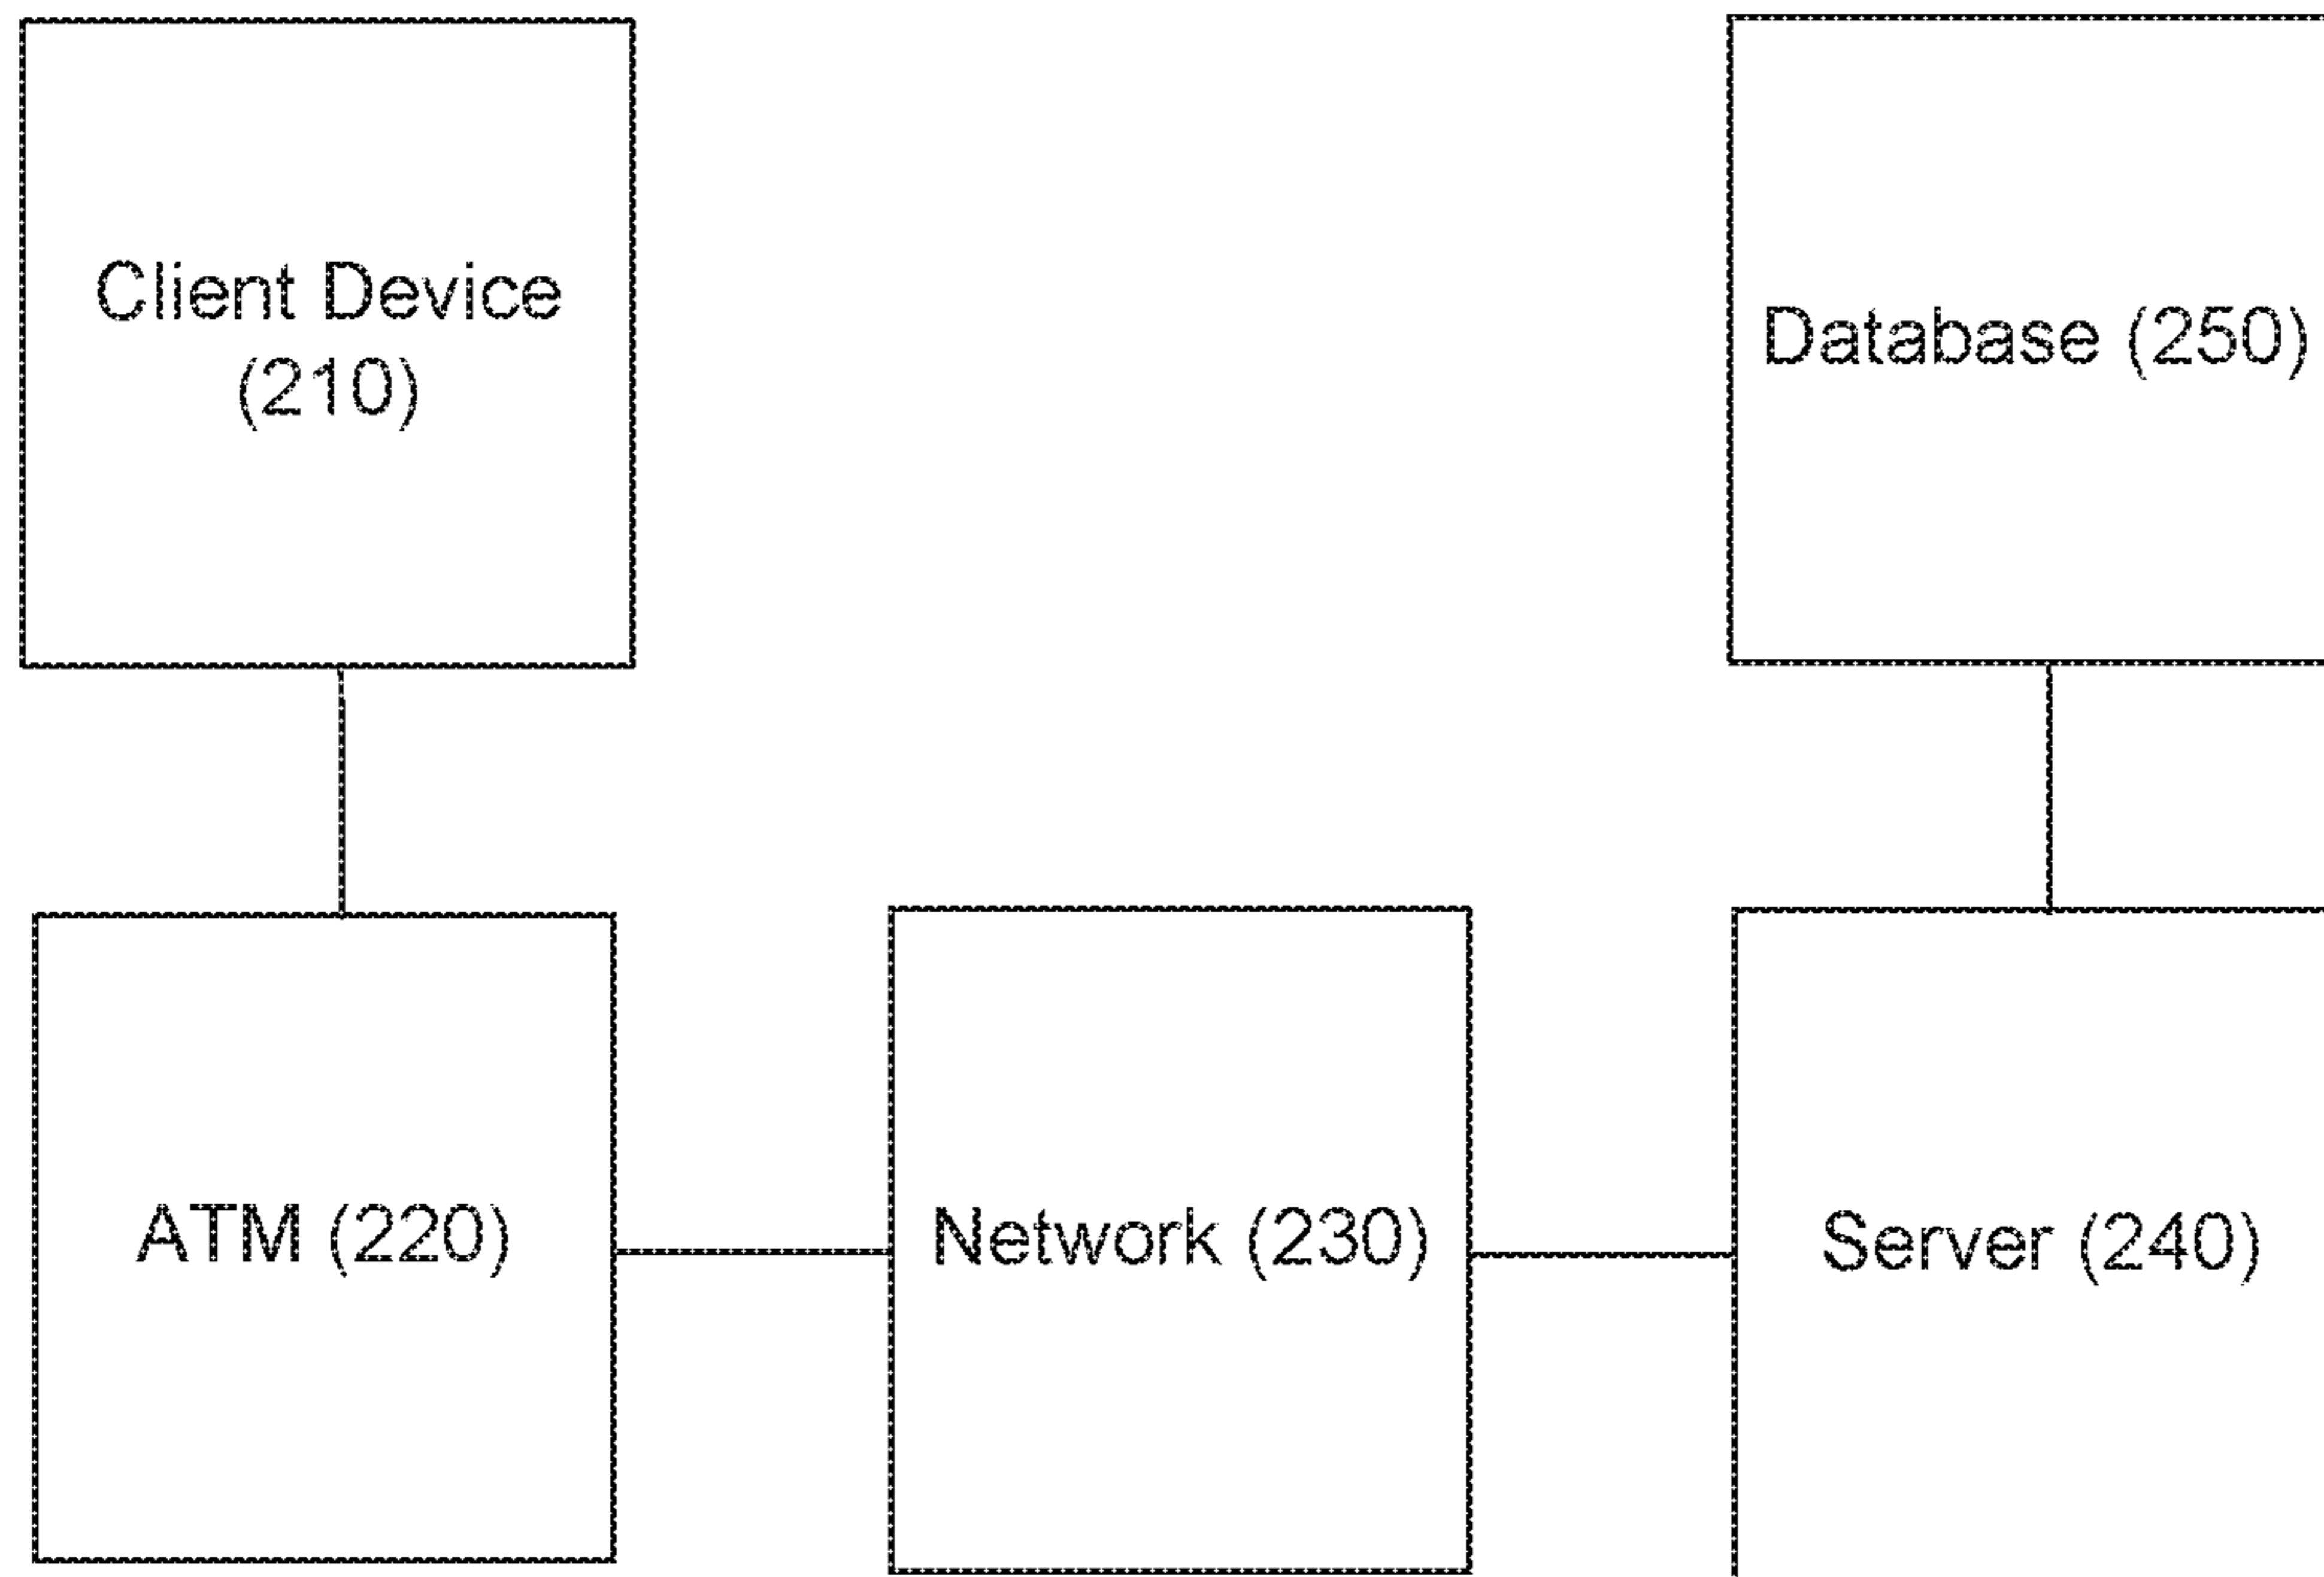 Client Device
(210)
Database (250)
ATM (220)
Network (230)
Server (240)